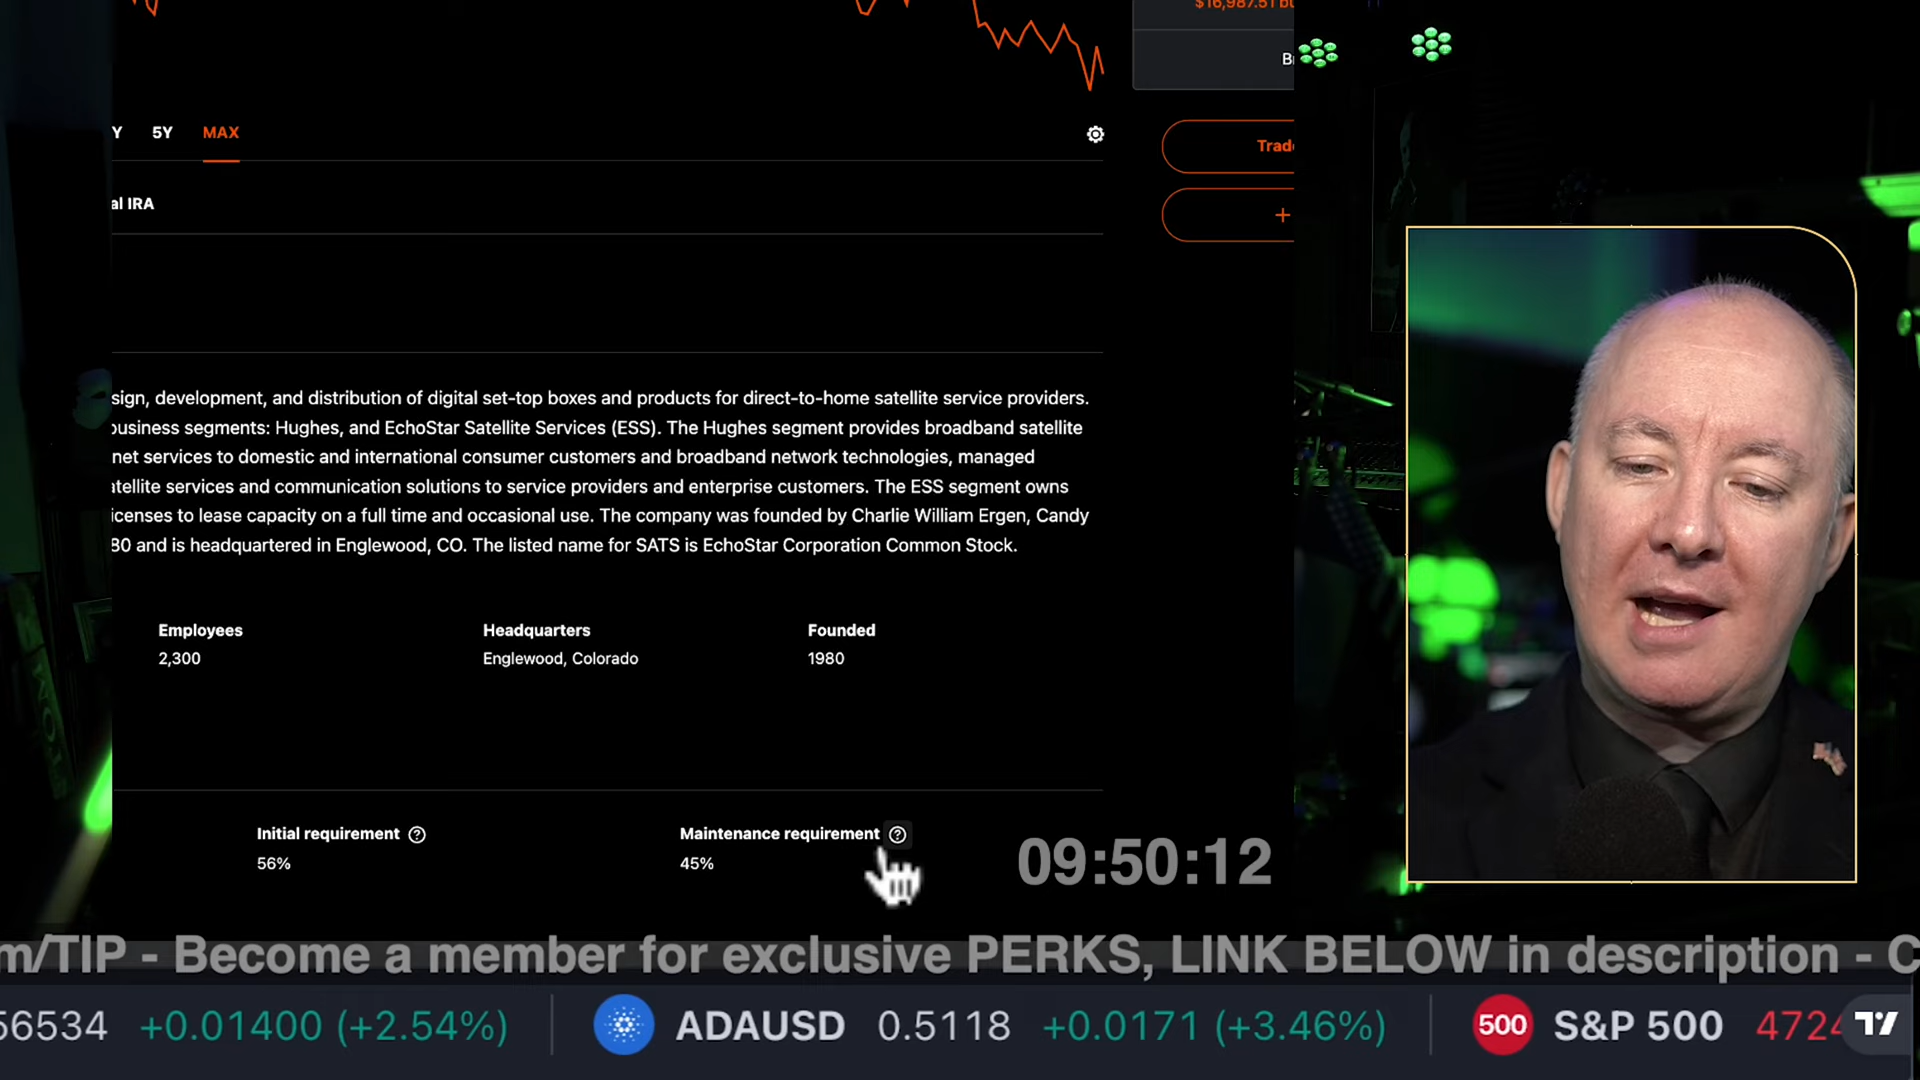 $16,987.51 bu
Y 5Y MAX
al IRA
Trade
+
sign, development, and distribution of digital set-top boxes and products for direct-to-home satellite service providers.
business segments: Hughes, and EchoStar Satellite Services (ESS). The Hughes segment provides broadband satellite
net services to domestic and international consumer customers and broadband network technologies, managed
atellite services and communication solutions to service providers and enterprise customers. The ESS segment owns
icenses to lease capacity on a full time and occasional use. The company was founded by Charlie William Ergen, Candy
80 and is headquartered in Englewood, CO. The listed name for SATS is EchoStar Corporation Common Stock.
Employees Headquarters Founded
2,300 Englewood, Colorado 1980
Initial requirement ? Maintenance requirement ?
56% 45%
09:50:12
m/TIP - Become a member for exclusive PERKS, LINK BELOW in description - C
56534 +0.01400 (+2.54%) ADAUSD 0.5118 +0.0171 (+3.46%) 500 S&P 500 4724